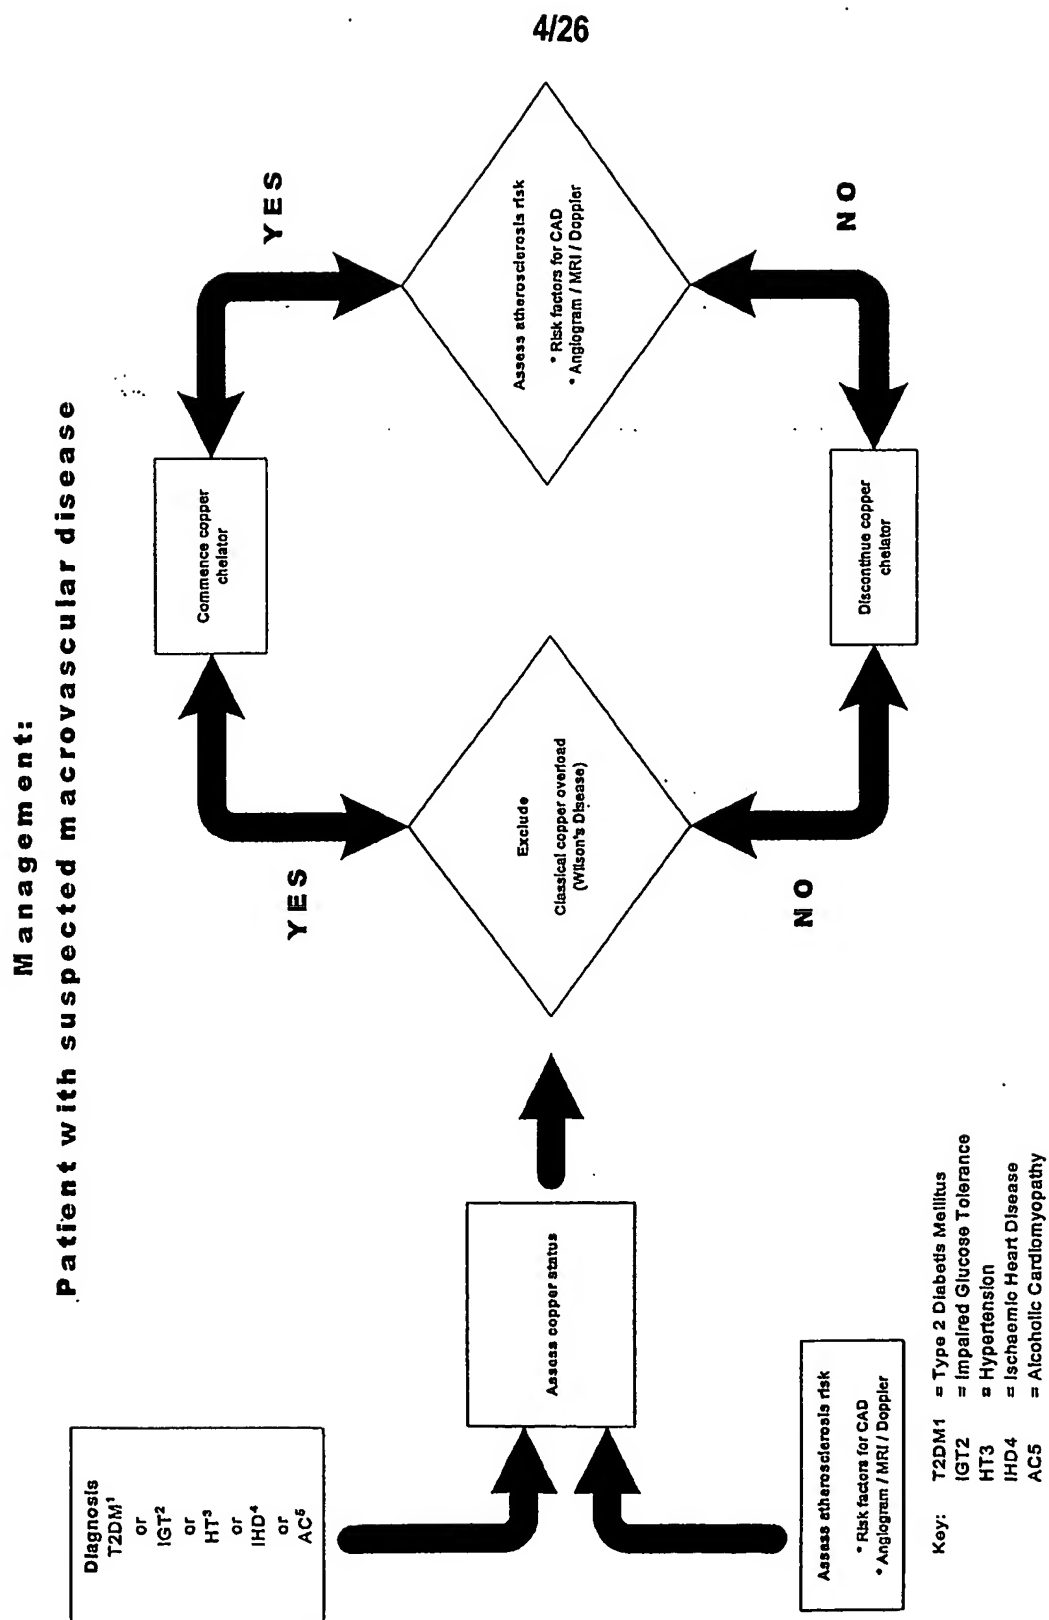 4/26
Management:
Patient with suspected macrovascular disease
Diagnosis
T2DM¹
or
IGT²
or
HT³
or
IHD⁴
or
AC⁵
Assess atherosclerosis risk
* Risk factors for CAD
* Angiogram / MRI / Doppler
Assess copper status
Exclude
Classical copper overload
(Wilson's Disease)
YES
NO
Commence copper
chelator
Discontinue copper
chelator
YES
NO
Assess atherosclerosis risk
* Risk factors for CAD
* Angiogram / MRI / Doppler
Key: T2DM1 = Type 2 Diabetis Mellitus
IGT2 = Impaired Glucose Tolerance
HT3 = Hypertension
IHD4 = Ischaemic Heart Disease
AC5 = Alcoholic Cardiomyopathy